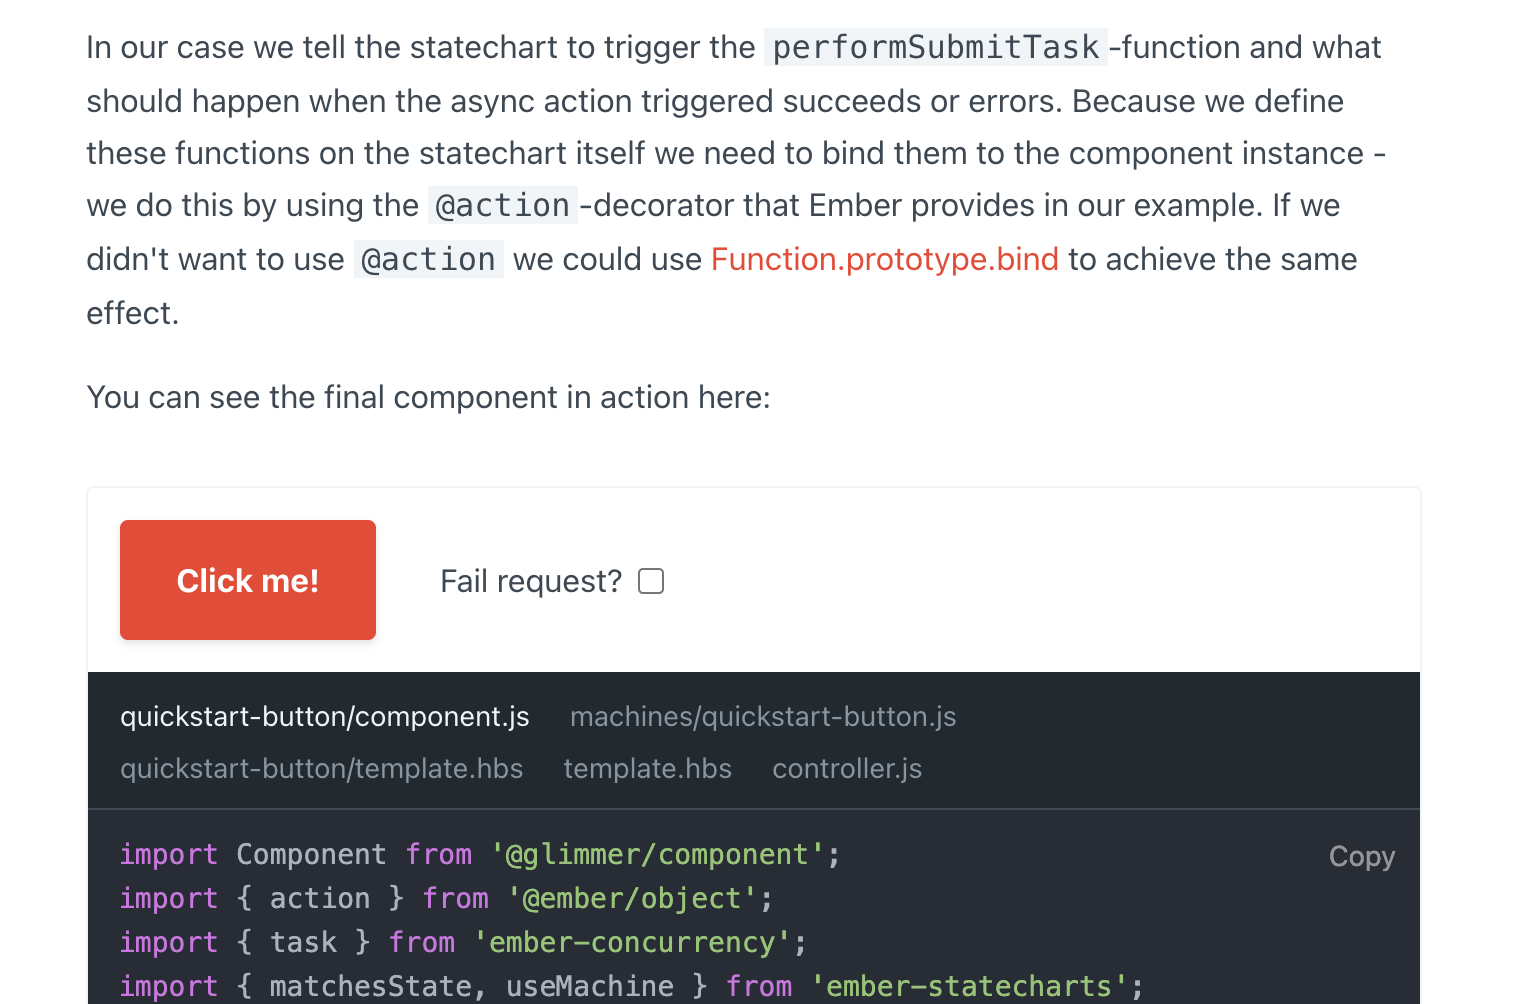 In our case we tell the statechart to trigger the performSubmitTask-function and what
should happen when the async action triggered succeeds or errors. Because we define
these functions on the statechart itself we need to bind them to the component instance -
we do this by using the @action-decorator that Ember provides in our example. If we
didn't want to use @action we could use Function.prototype.bind to achieve the same
effect.
You can see the final component in action here:
Click me! Fail request?
quickstart-button/component.js machines/quickstart-button.js
quickstart-button/template.hbs template.hbs controller.js
import Component from '@glimmer/component';
Copy
import { action } from '@ember/object';
import { task } from 'ember-concurrency';
import { matchesState, useMachine } from 'ember-statecharts';